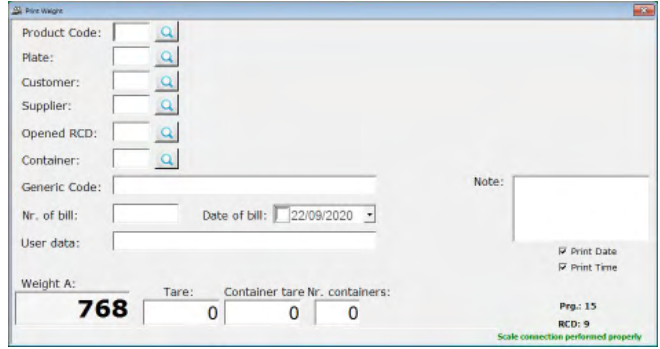 Print Weight
Product Code:
Plate:
Customer:
Supplier:
Opened RCD:
Container:
Generic Code:
Note:
Nr. of bill: Date of bill: 22/09/2020
User data:
Print Date
Print Time
Weight A:
Tare: Container tare Nr. containers:
768 0 0 0
Prg.: 15
RCD: 9
Scale connection performed properly